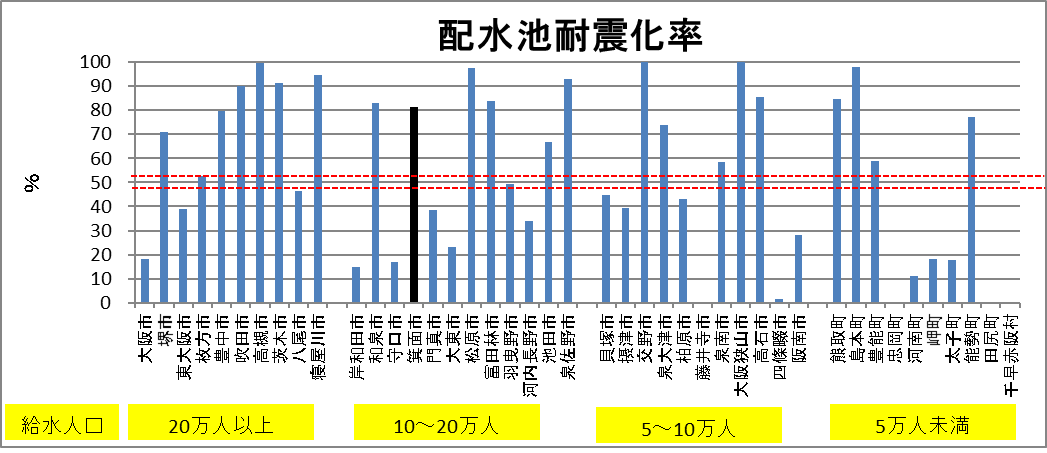 配水池耐震化率
%
100
90
80
70
60
50
40
30
20
10
0
大阪市
堺市
東大阪市
枚方市
豊中市
吹田市
高槻市
茨木市
八尾市
寝屋川市
岸和田市
和泉市
守口市
箕面市
門真市
大東市
松原市
富田林市
羽曳野市
河内長野市
池田市
泉佐野市
貝塚市
摂津市
交野市
泉大津市
柏原市
藤井寺市
泉南市
大阪狭山市
高石市
四條畷市
阪南市
熊取町
島本町
豊能町
忠岡町
河南町
岬町
太子町
能勢町
田尻町
千早赤阪村
給水人口
20万人以上
10～20万人
5～10万人
5万人未満